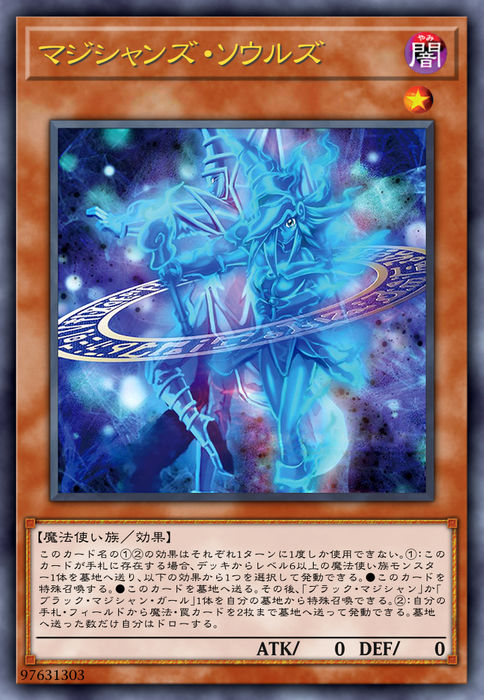 マジシャンズ・ソウルズ
やみ
闇
【魔法使い族／効果】
このカード名の①②の効果はそれぞれ1ターンに1度しか使用できない。①：この
カードが手札に存在する場合、デッキからレベル6以上の魔法使い族モンスタ
ー1体を墓地へ送り、以下の効果から1つを選択して発動できる。●このカードを
特殊召喚する。●このカードを墓地へ送る。その後、「ブラック・マジシャン」か「
ブラック・マジシャン・ガール」1体を自分の墓地から特殊召喚できる。②：自分の
手札・フィールドから魔法・罠カードを2枚まで墓地へ送って発動できる。墓地
へ送った数だけ自分はドローする。
ATK/ 0 DEF/ 0
97631303